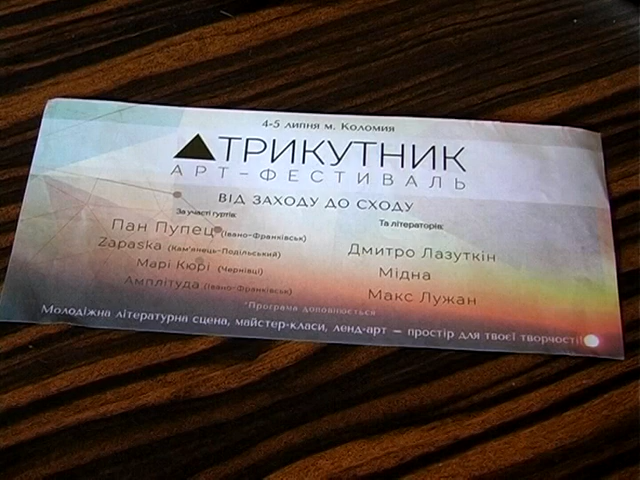 4-5 липня м. Коломия
ТРИКУТНИК
АРТ-ФЕСТИВАЛЬ
ВІД ЗАХОДУ ДО СХОДУ
За участі гуртів:
Пан Пупец (Івано-Франківськ)
Zapaska (Кам'янець-Подільський)
Марі Кюрі (Чернівці)
Амплітуда (Івано-Франківськ)
Та літераторів:
Дмитро Лазуткін
Мідна
Макс Лужан
*Програма доповнюється
Молодіжна літературна сцена, майстер-класи, ленд-арт – простір для твоєї творчості!